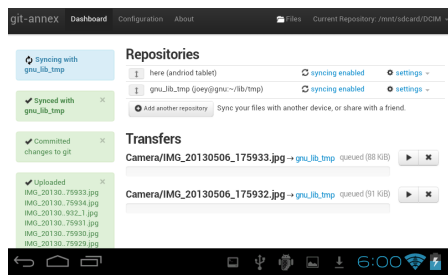 git-annex Dashboard Configuration About Files Current Repository: /mnt/sdcard/DCIM
Syncing with
gnu_lib_tmp
Synced with
gnu_lib_tmp
Committed
changes to git
Uploaded
IMG_20130..75933.jpg
IMG_20130..75934.jpg
IMG_20130..932_1.jpg
IMG_20130..75931.jpg
IMG_20130..75930.jpg
IMG_20130..75929.jpg
Repositories
here (andriod tablet) syncing enabled settings
gnu_lib_tmp (joey@gnu:~/lib/tmp) syncing enabled settings
Add another repository Sync your files with another device, or share with a friend.
Transfers
Camera/IMG_20130506_175933.jpg → gnu_lib_tmp queued (88 KiB)
Camera/IMG_20130506_175932.jpg → gnu_lib_tmp queued (91 KiB)
6:00